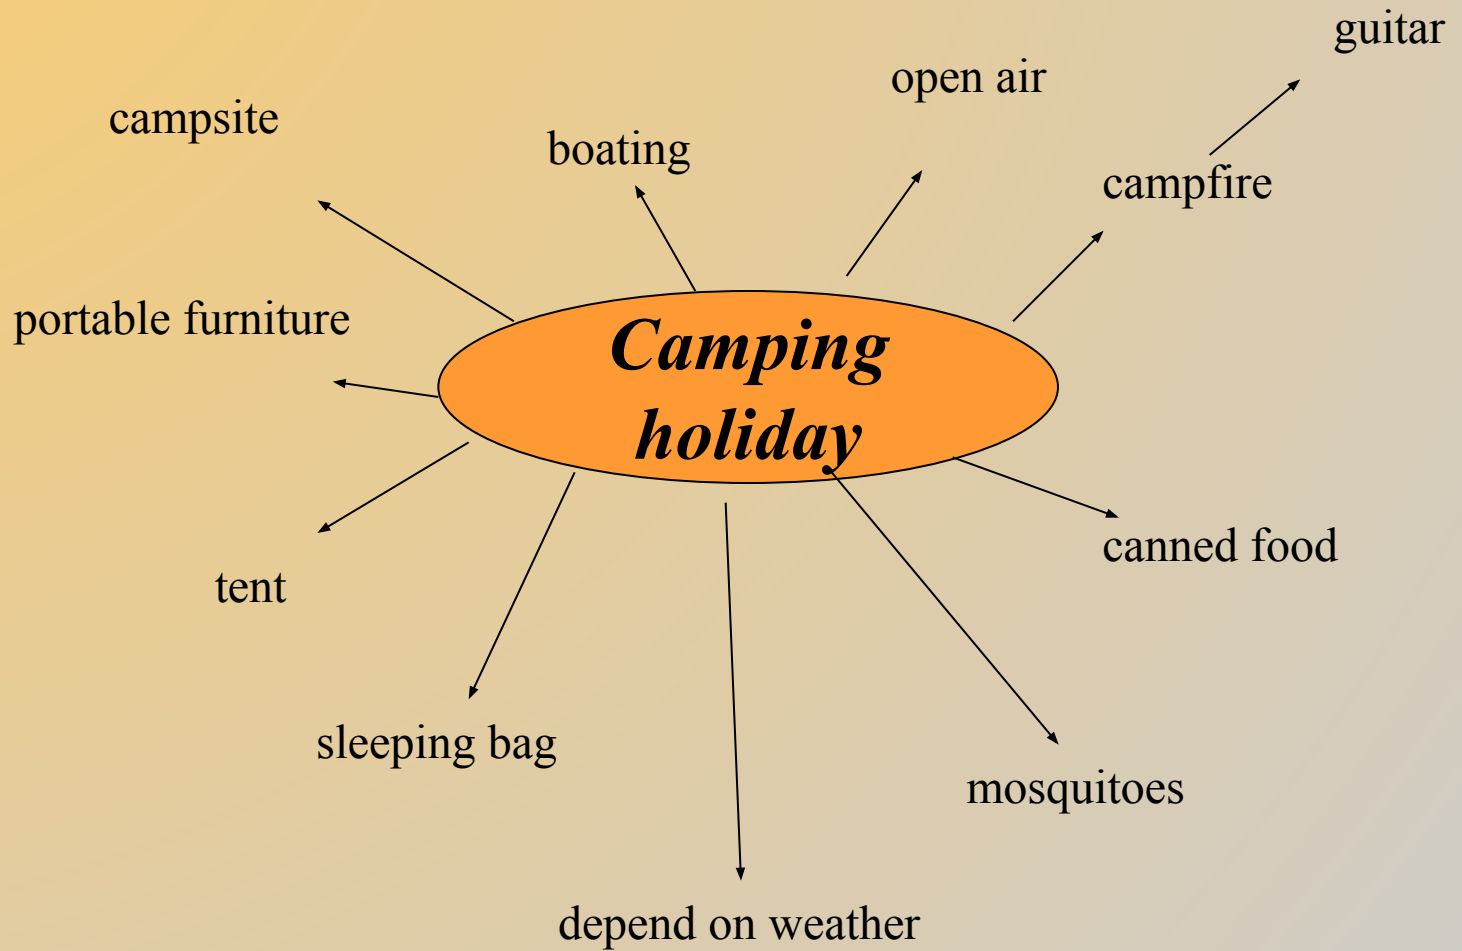 guitar
open air
campsite
boating
campfire
portable furniture
Camping
holiday
canned food
tent
sleeping bag
mosquitoes
depend on weather